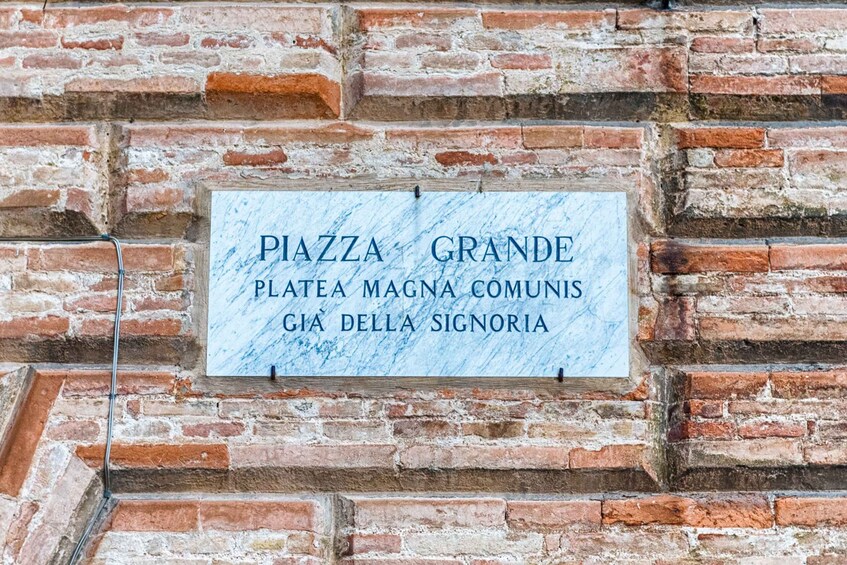 PIAZZA GRANDE
PLATEA MAGNA COMUNIS
GIÀ DELLA SIGNORIA